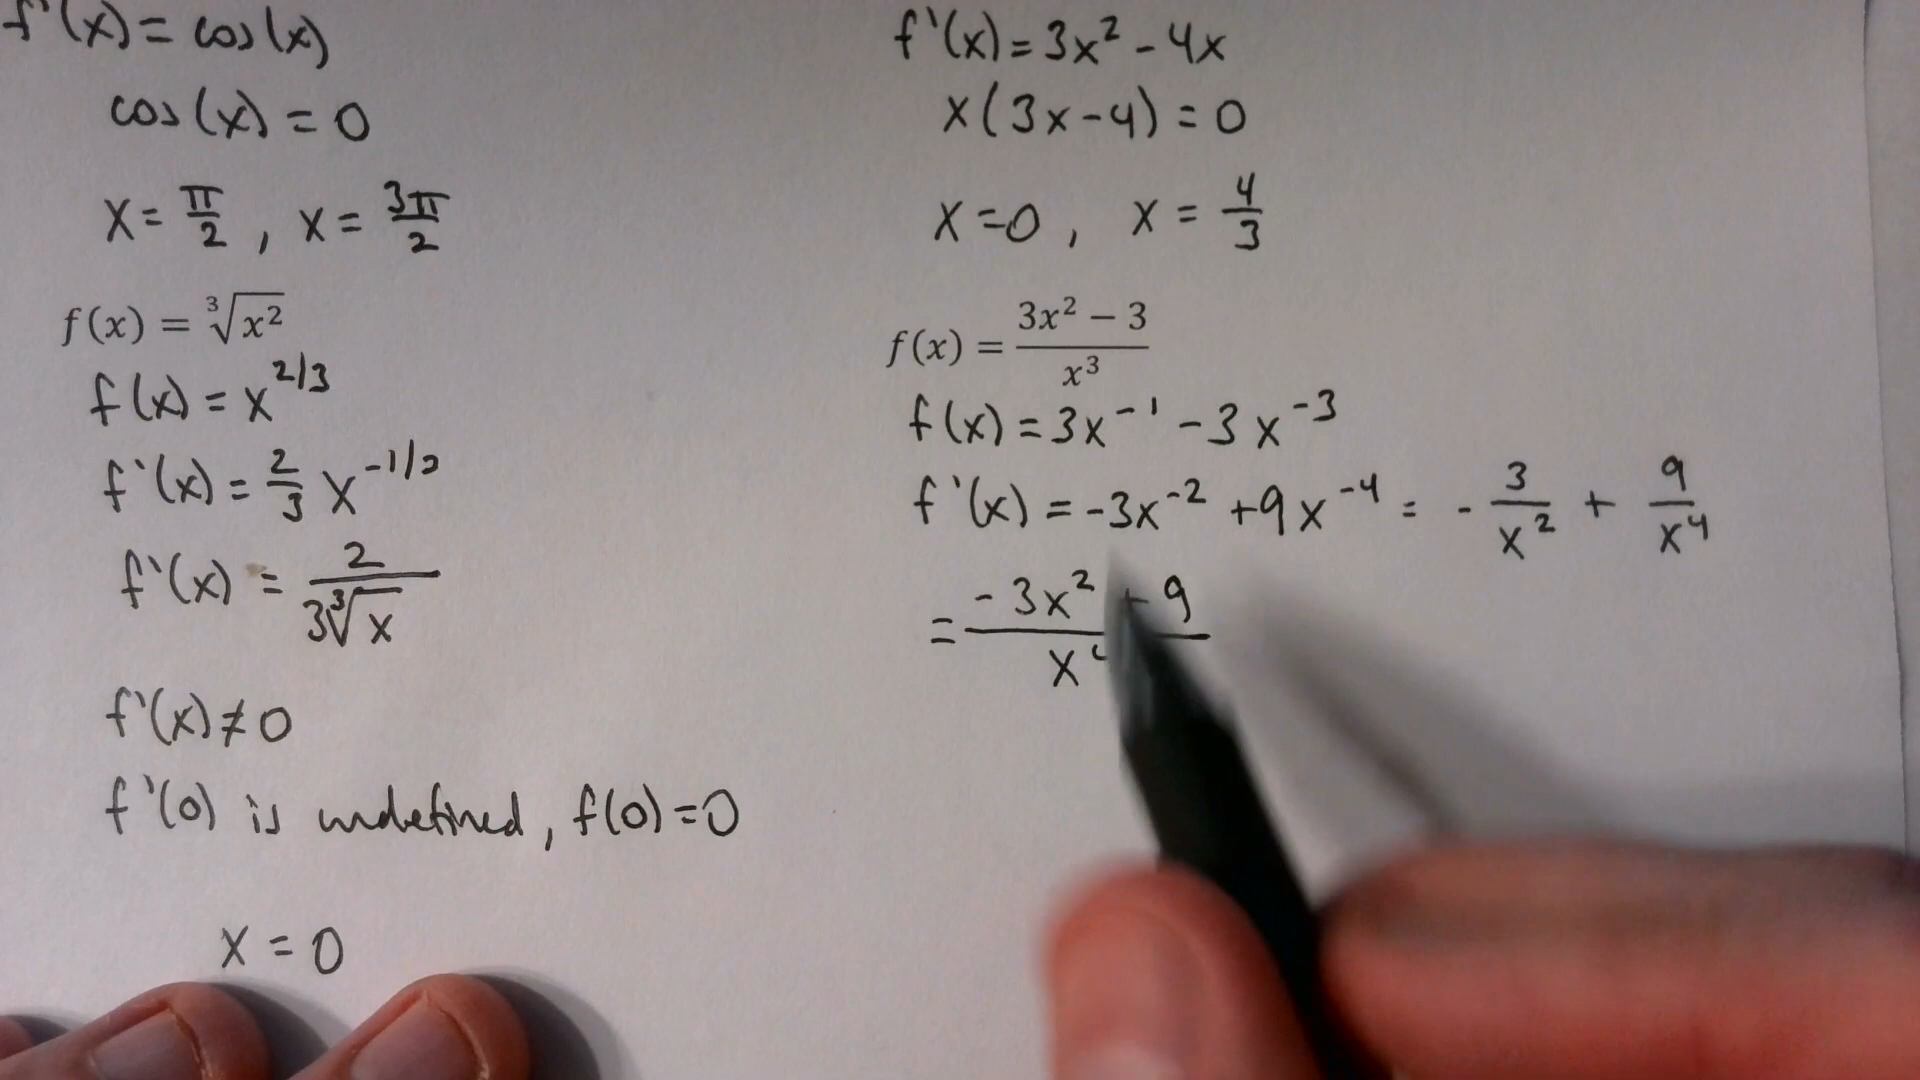 f'(x) = cos(x)
cos(x) = 0
x = π/2 , x = 3π/2
f(x) = ∛x²
f(x) = x^2/3
f'(x) = 2/3 x^-1/3
f'(x) = 2/(3∛x)
f'(x) ≠ 0
f'(0) is undefined, f(0) = 0
x = 0
f'(x) = 3x² - 4x
x(3x-4) = 0
x = 0 , x = 4/3
f(x) = (3x² − 3)/x³
f(x) = 3x⁻¹ - 3x⁻³
f'(x) = -3x⁻² + 9x⁻⁴ = - 3/x² + 9/x⁴
= (-3x² + 9)/x⁴